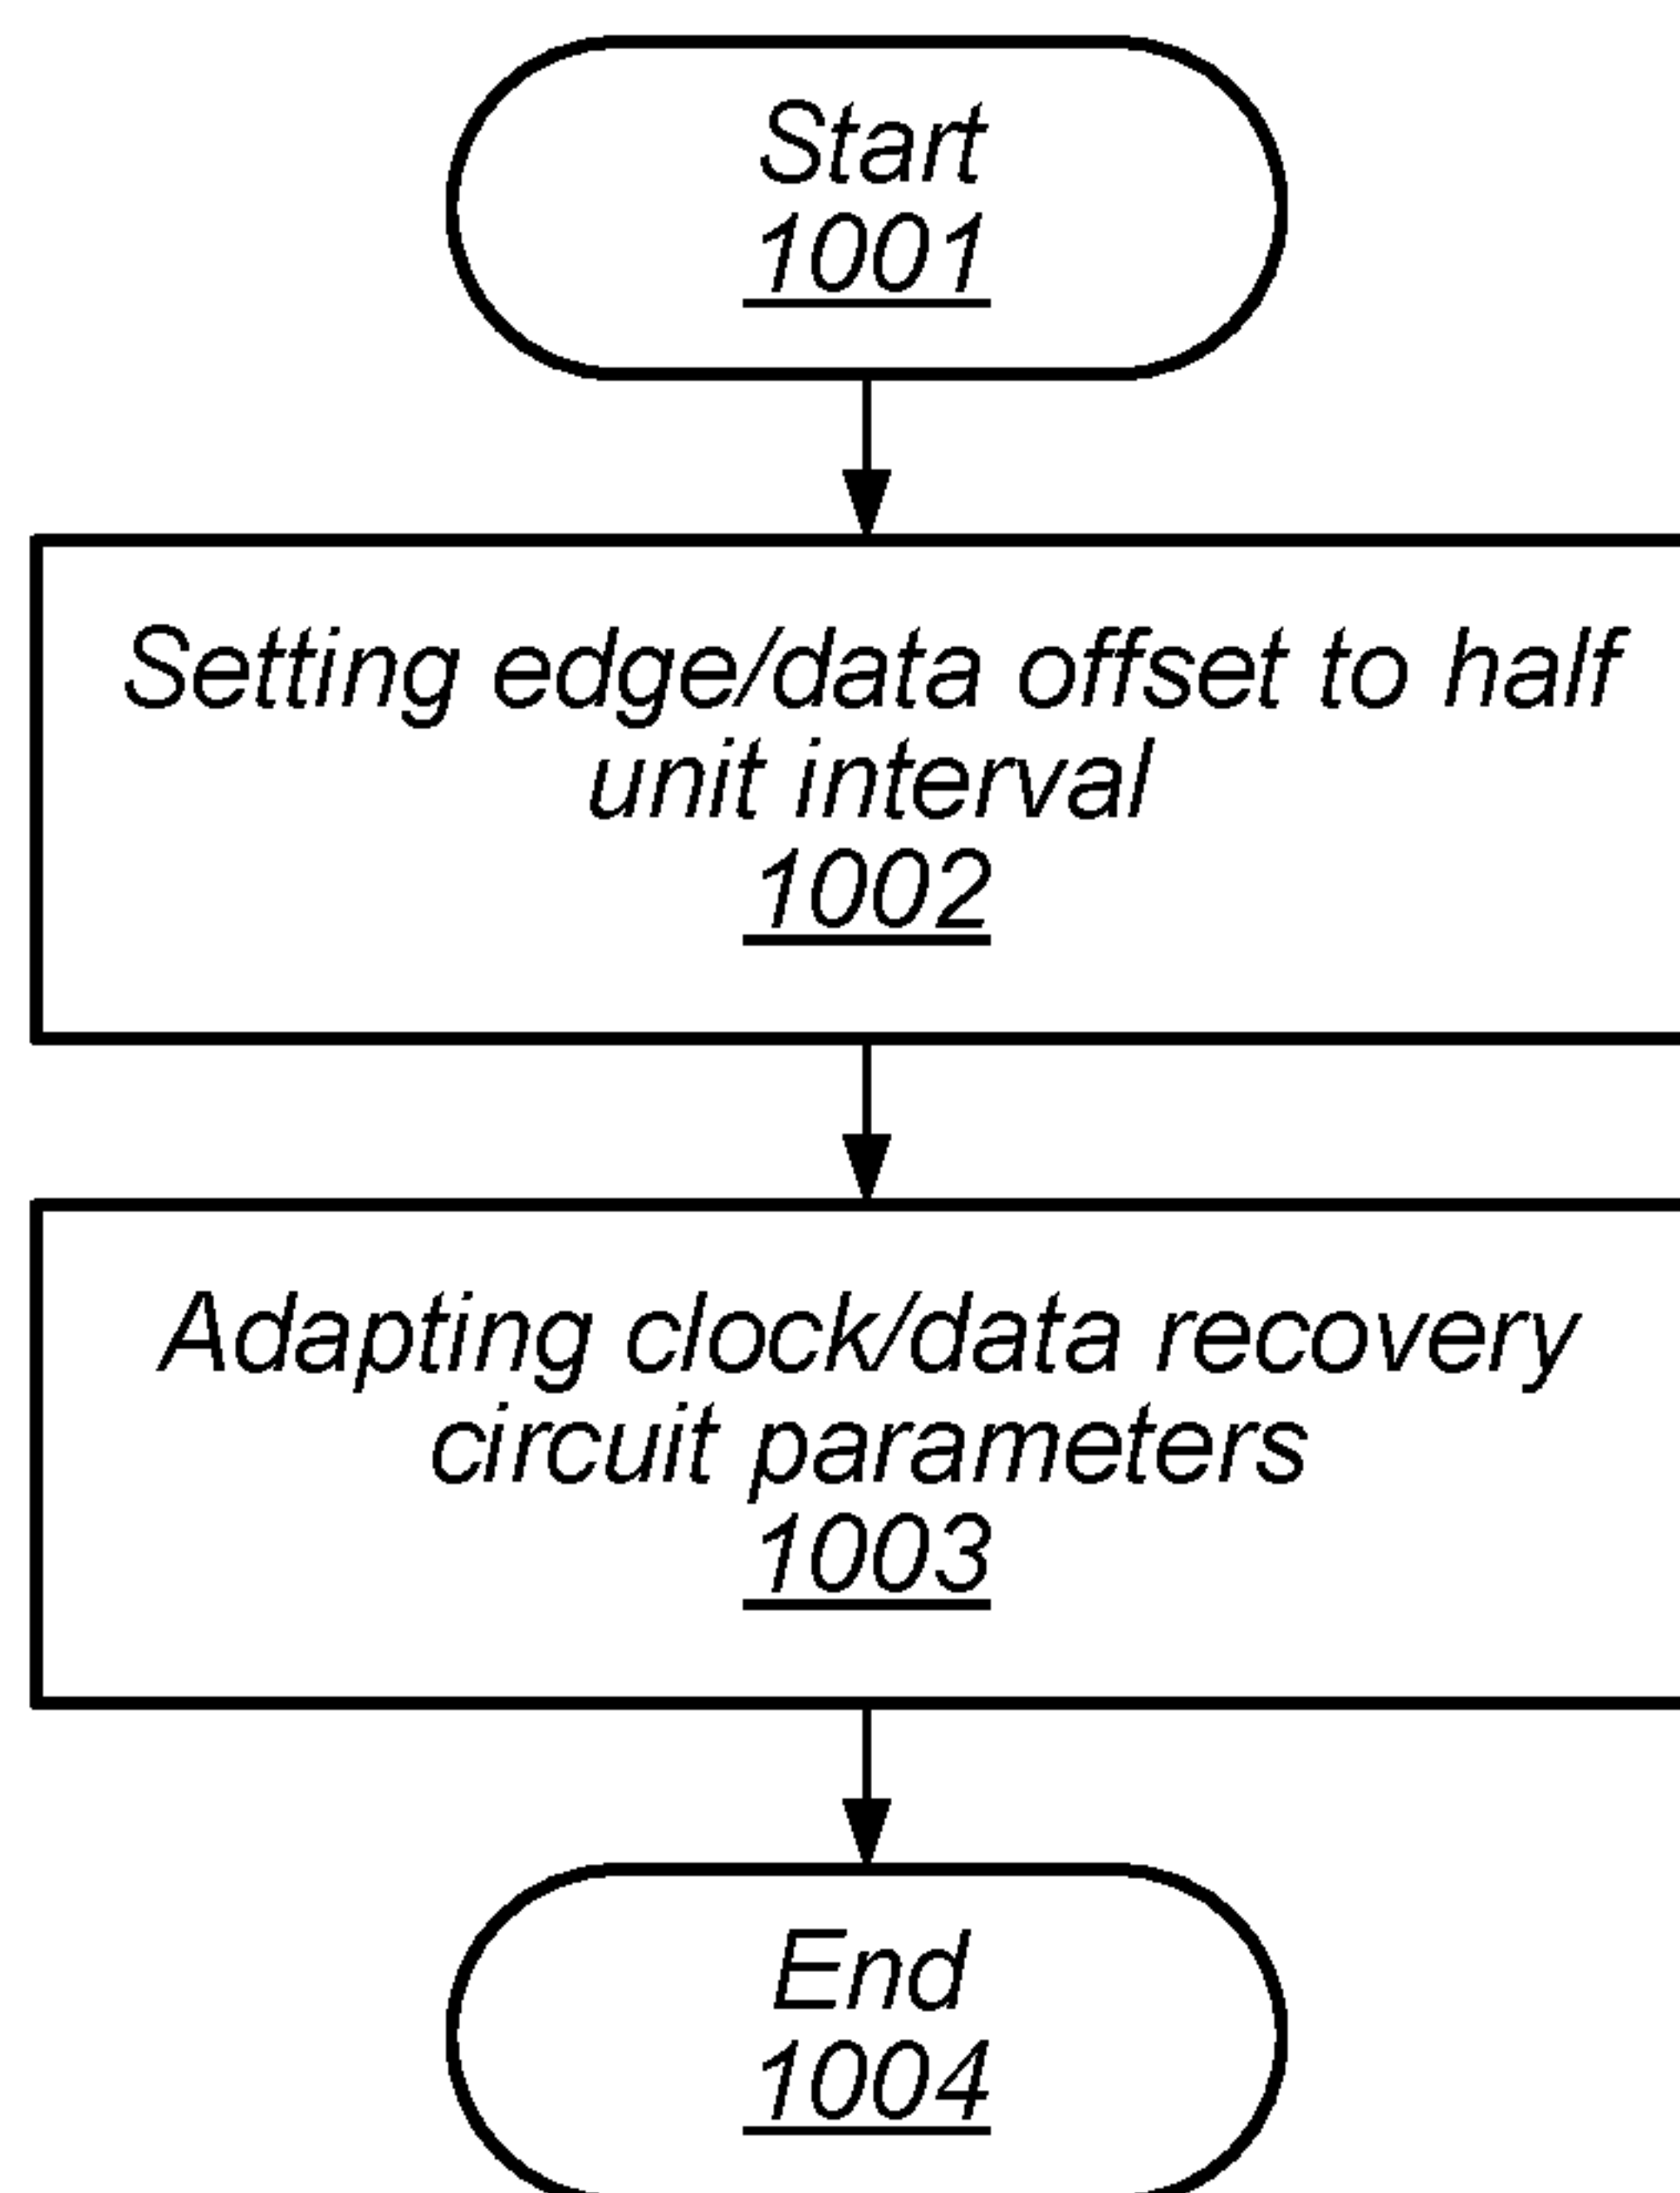 Start
1001
Setting edge/data offset to half
unit interval
1002
Adapting clock/data recovery
circuit parameters
1003
End
1004